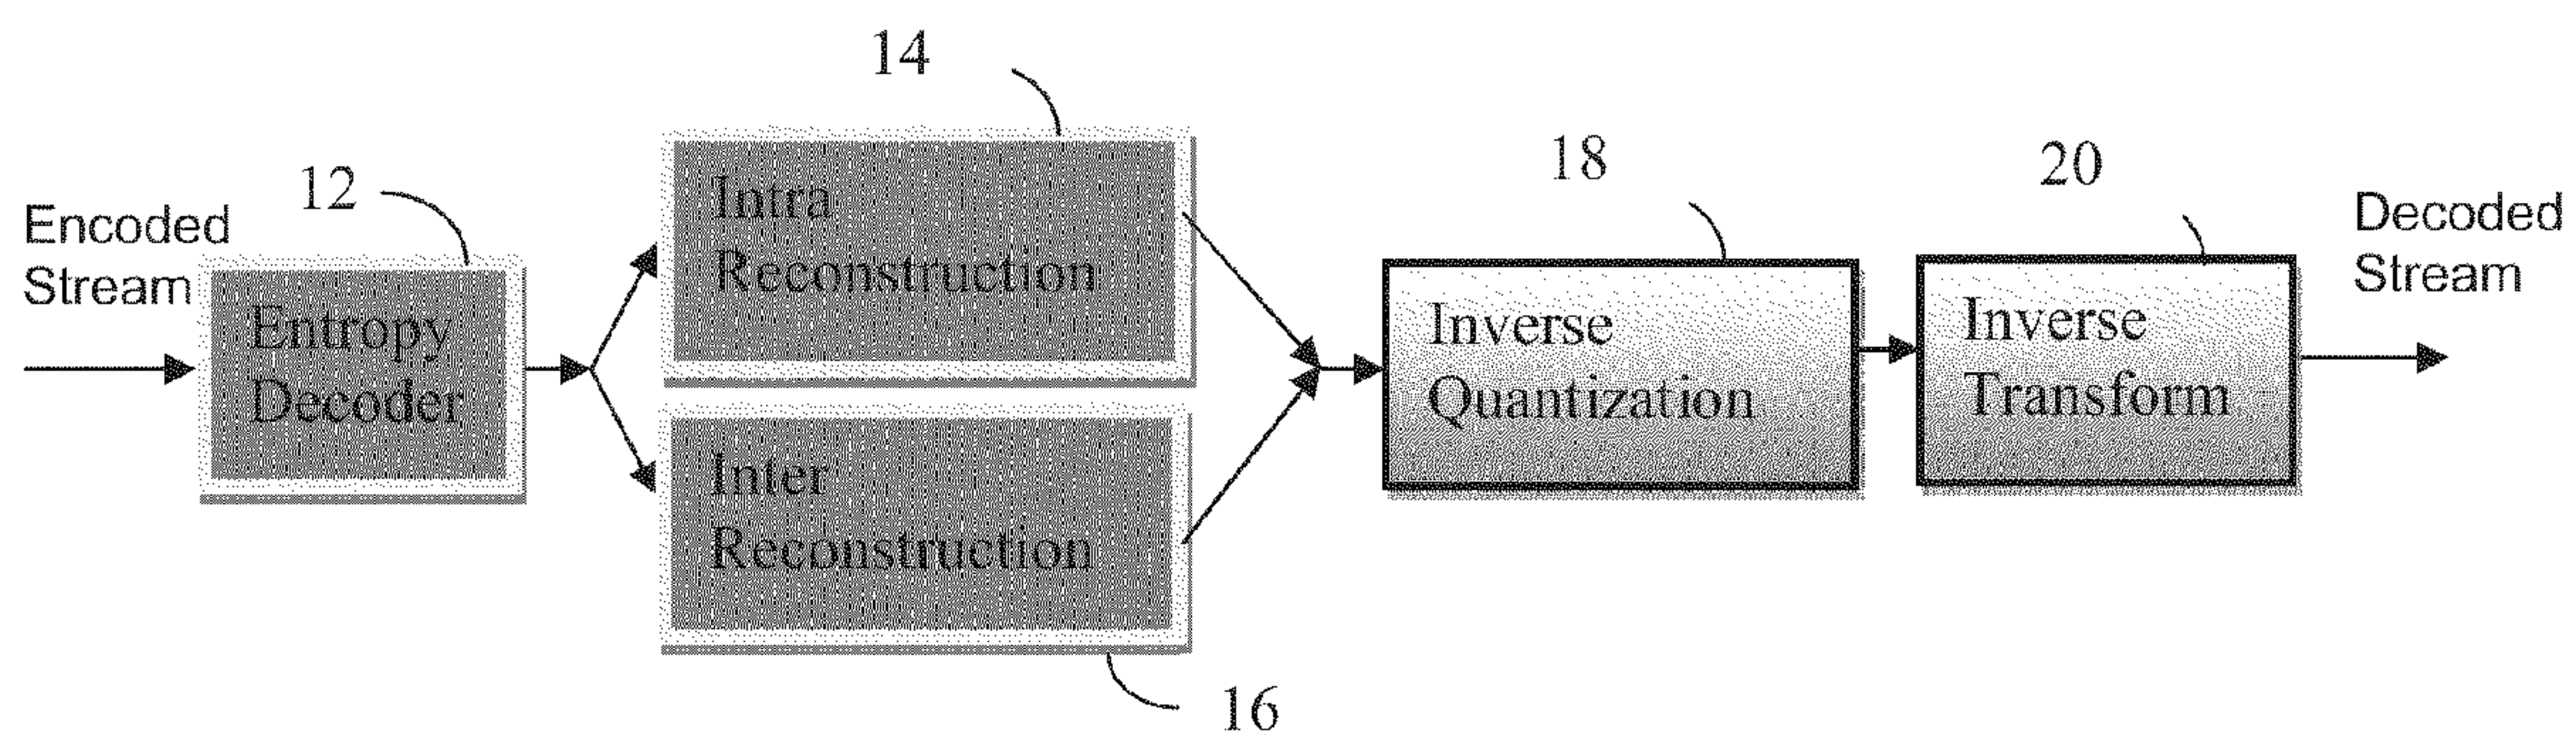 14
12
18
20
Encoded
Stream
Entropy
Decoder
Intra
Reconstruction
Inter
Reconstruction
16
Inverse
Quantization
Inverse
Transform
Decoded
Stream